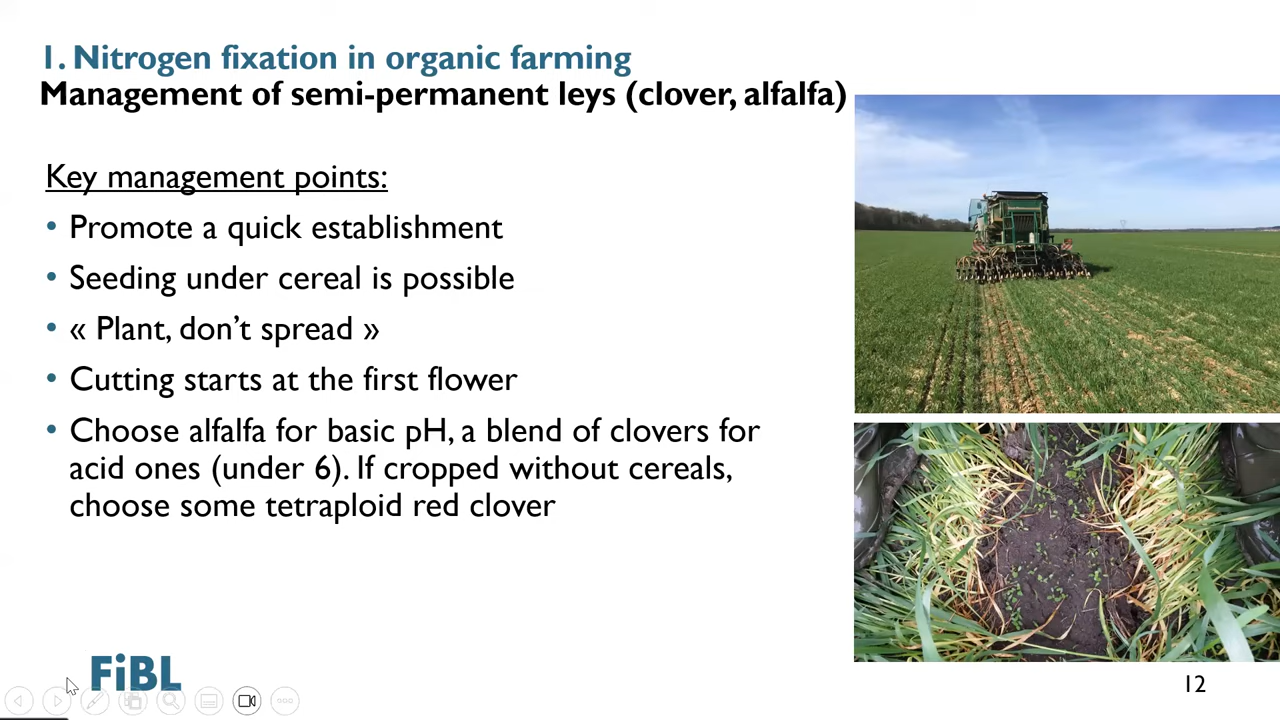 1. Nitrogen fixation in organic farming
Management of semi-permanent leys (clover, alfalfa)
Key management points:
• Promote a quick establishment
• Seeding under cereal is possible
• « Plant, don’t spread »
• Cutting starts at the first flower
• Choose alfalfa for basic pH, a blend of clovers for
acid ones (under 6). If cropped without cereals,
choose some tetraploid red clover
FiBL
12